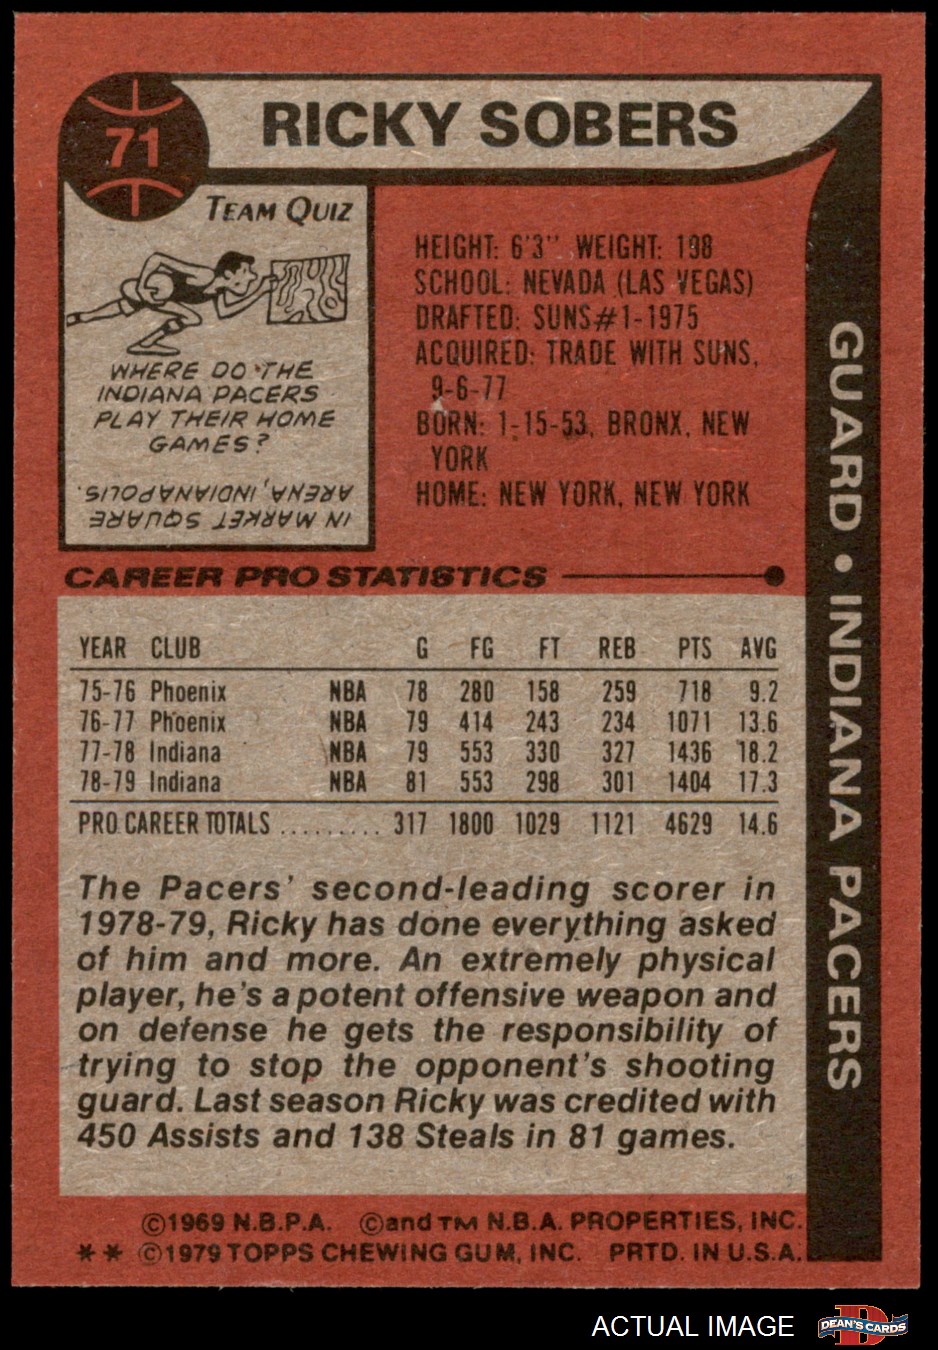 71
RICKY SOBERS
TEAM QUIZ
WHERE DO THE
INDIANA PACERS
PLAY THEIR HOME
GAMES?
IN MARKET SQUARE
ARENA, INDIANAPOLIS.
HEIGHT: 6'3" WEIGHT: 198
SCHOOL: NEVADA (LAS VEGAS)
DRAFTED: SUNS#1-1975
ACQUIRED: TRADE WITH SUNS,
9-6-77
BORN: 1-15-53, BRONX, NEW
YORK
HOME: NEW YORK, NEW YORK
GUARD • INDIANA PACERS
CAREER PRO STATISTICS
YEAR CLUB G FG FT REB PTS AVG
75-76 Phoenix NBA 78 280 158 259 718 9.2
76-77 Phoenix NBA 79 414 243 234 1071 13.6
77-78 Indiana NBA 79 553 330 327 1436 18.2
78-79 Indiana NBA 81 553 298 301 1404 17.3
PRO CAREER TOTALS ......... 317 1800 1029 1121 4629 14.6
The Pacers' second-leading scorer in
1978-79, Ricky has done everything asked
of him and more. An extremely physical
player, he's a potent offensive weapon and
on defense he gets the responsibility of
trying to stop the opponent's shooting
guard. Last season Ricky was credited with
450 Assists and 138 Steals in 81 games.
©1969 N.B.P.A. ©and TM N.B.A. PROPERTIES, INC.
** ©1979 TOPPS CHEWING GUM, INC. PRTD. IN U.S.A.
ACTUAL IMAGE
DEAN'S CARDS